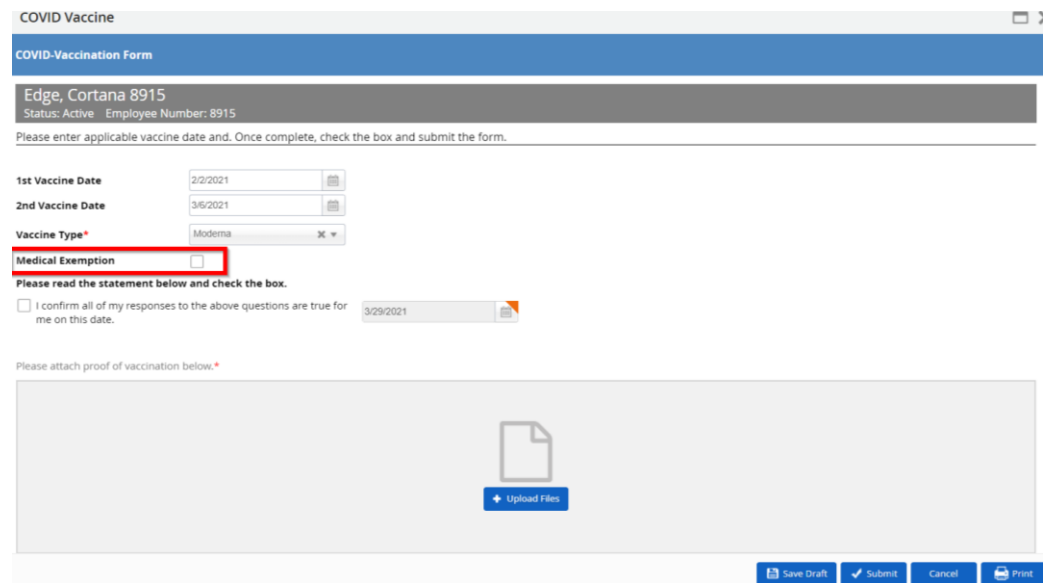 COVID Vaccine
COVID-Vaccination Form
Edge, Cortana 8915
Status: Active Employee Number: 8915
Please enter applicable vaccine date and. Once complete, check the box and submit the form.
1st Vaccine Date 2/2/2021
2nd Vaccine Date 3/6/2021
Vaccine Type* Moderna
Medical Exemption
Please read the statement below and check the box.
I confirm all of my responses to the above questions are true for
me on this date. 3/29/2021
Please attach proof of vaccination below.*
+ Upload Files
Save Draft Submit Cancel Print